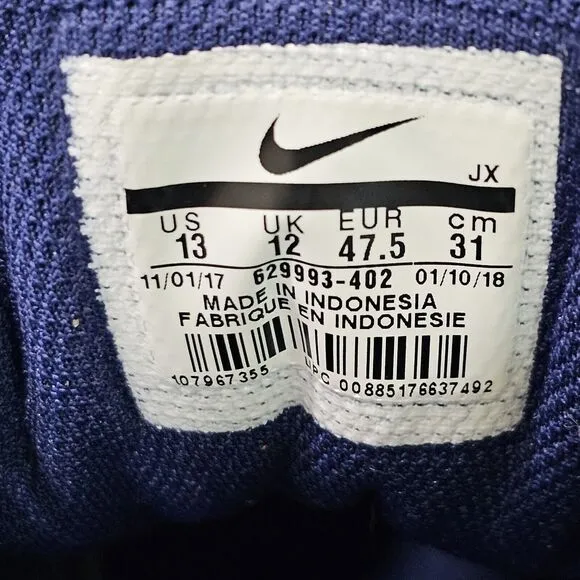 JX
US UK EUR cm
13 12 47.5 31
11/01/17 629993-402 01/10/18
MADE IN INDONESIA
FABRIQUE EN INDONESIE
107967355 UPC 00885176637492